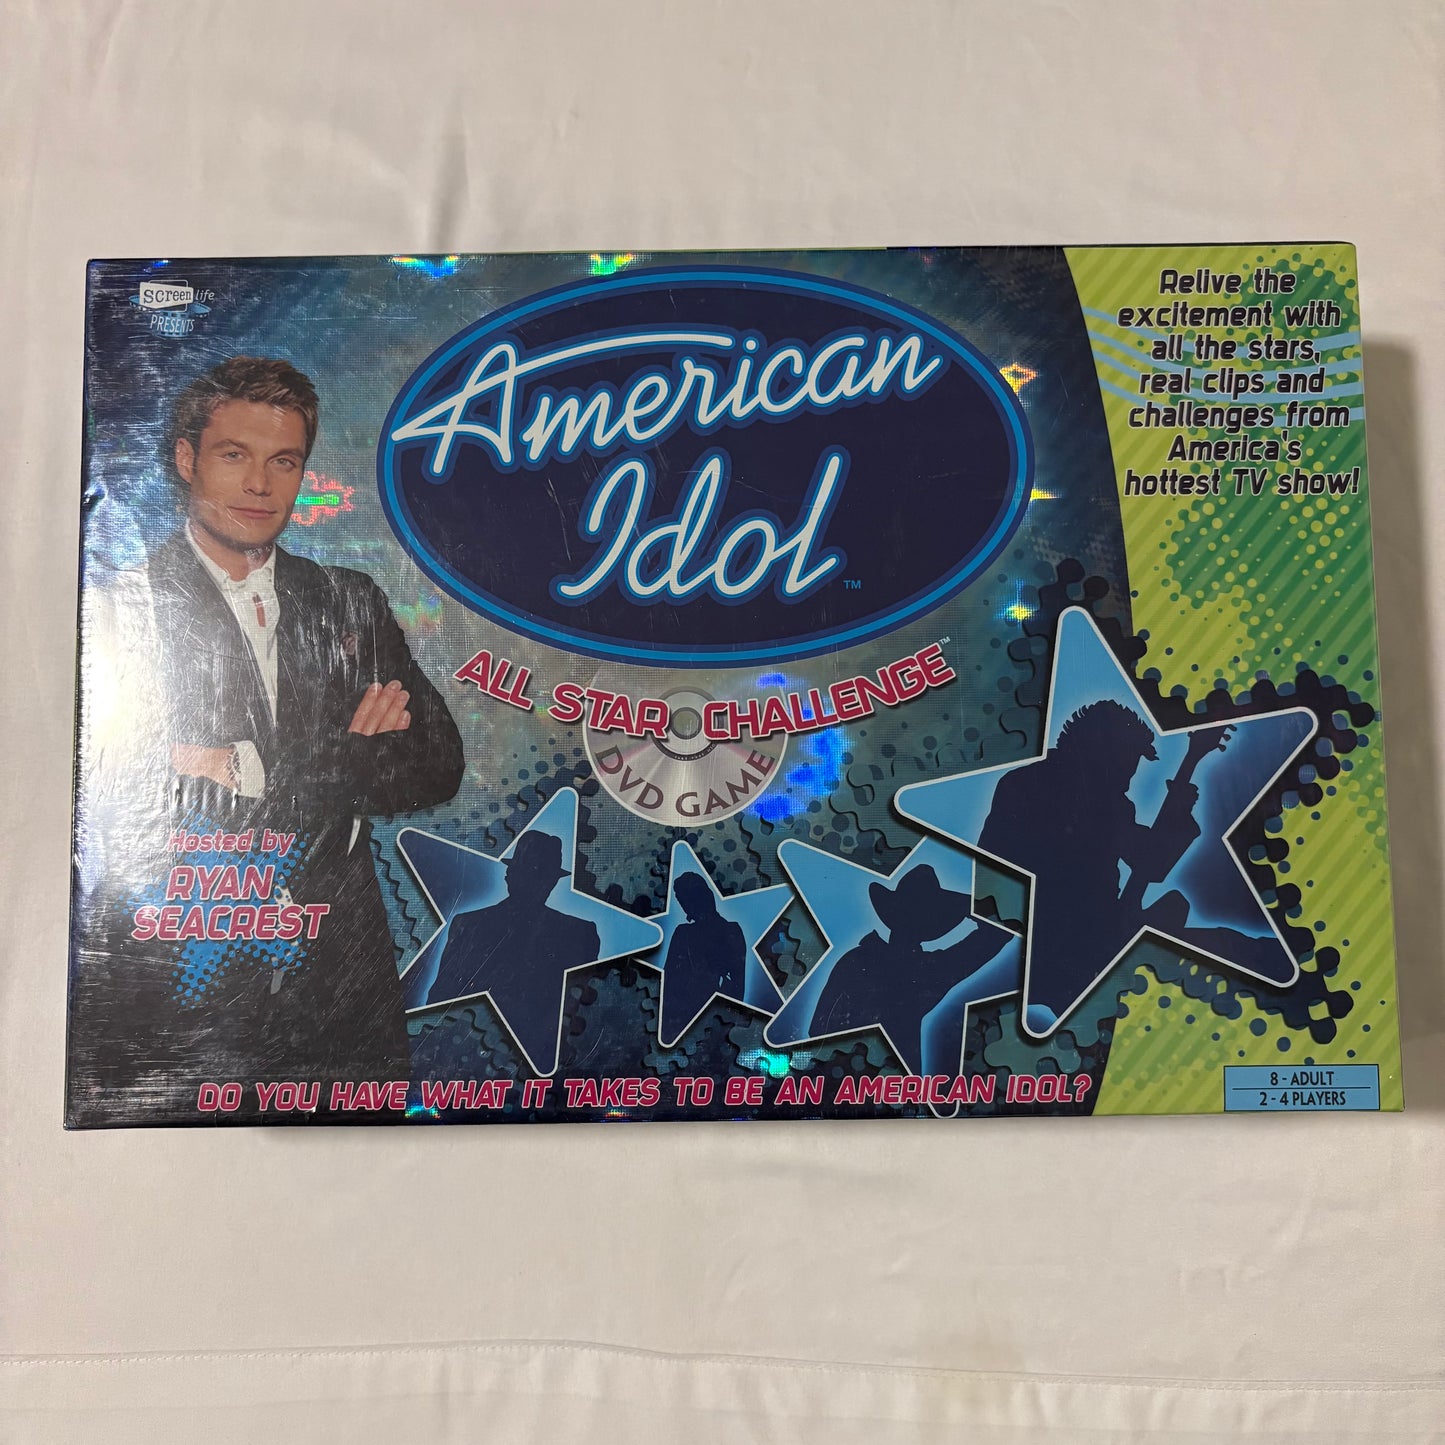 screenlife
PRESENTS
American
Idol
TM
ALL STAR CHALLENGE™
DVD GAME
Relive the
excitement with
all the stars,
real clips and
challenges from
America's
hottest TV show!
Hosted by
RYAN
SEACREST
DO YOU HAVE WHAT IT TAKES TO BE AN AMERICAN IDOL?
8 - ADULT
2 - 4 PLAYERS